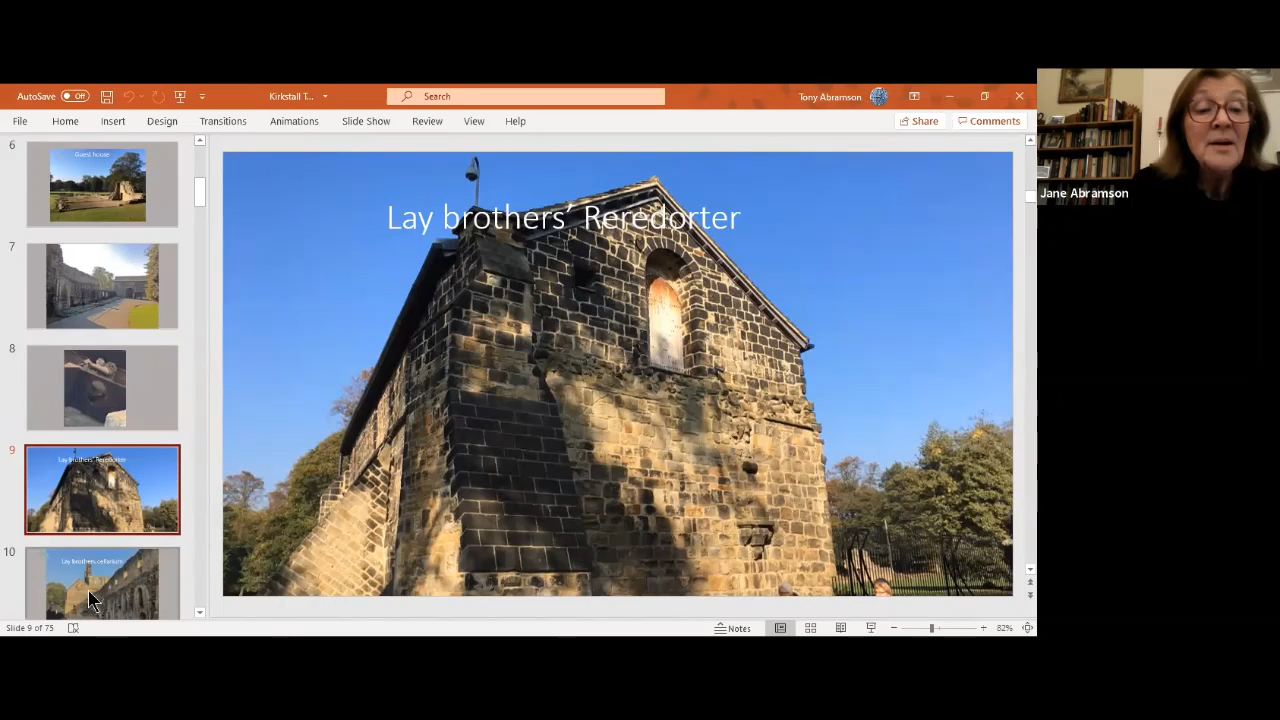 AutoSave Off Kirkstall T... Search Tony Abramson
File Home Insert Design Transitions Animations Slide Show Review View Help Share Comments
Jane Abramson
6
Guest house
7
8
9
Lay brothers' Reredorter
10
Lay brothers cellarium
Lay brothers' Reredorter
Slide 9 of 75 Notes 82%